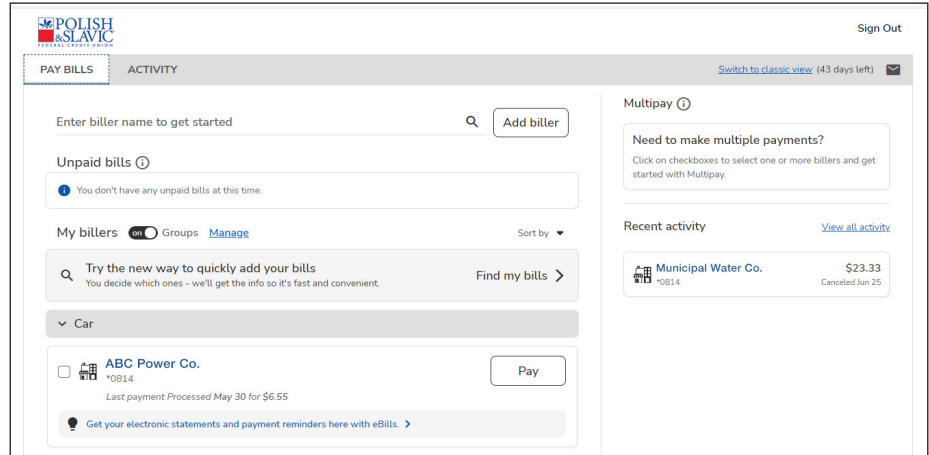 POLISH
&SLAVIC
FEDERAL CREDIT UNION
Sign Out
PAY BILLS
ACTIVITY
Switch to classic view (43 days left)
Enter biller name to get started
Add biller
Unpaid bills
You don't have any unpaid bills at this time.
My billers on Groups Manage
Sort by
Try the new way to quickly add your bills
You decide which ones - we'll get the info so it's fast and convenient.
Find my bills
Car
ABC Power Co.
*0814
Last payment Processed May 30 for $6.55
Pay
Get your electronic statements and payment reminders here with eBills.
Multipay
Need to make multiple payments?
Click on checkboxes to select one or more billers and get
started with Multipay.
Recent activity
View all activity
Municipal Water Co.
*0814
$23.33
Canceled Jun 25